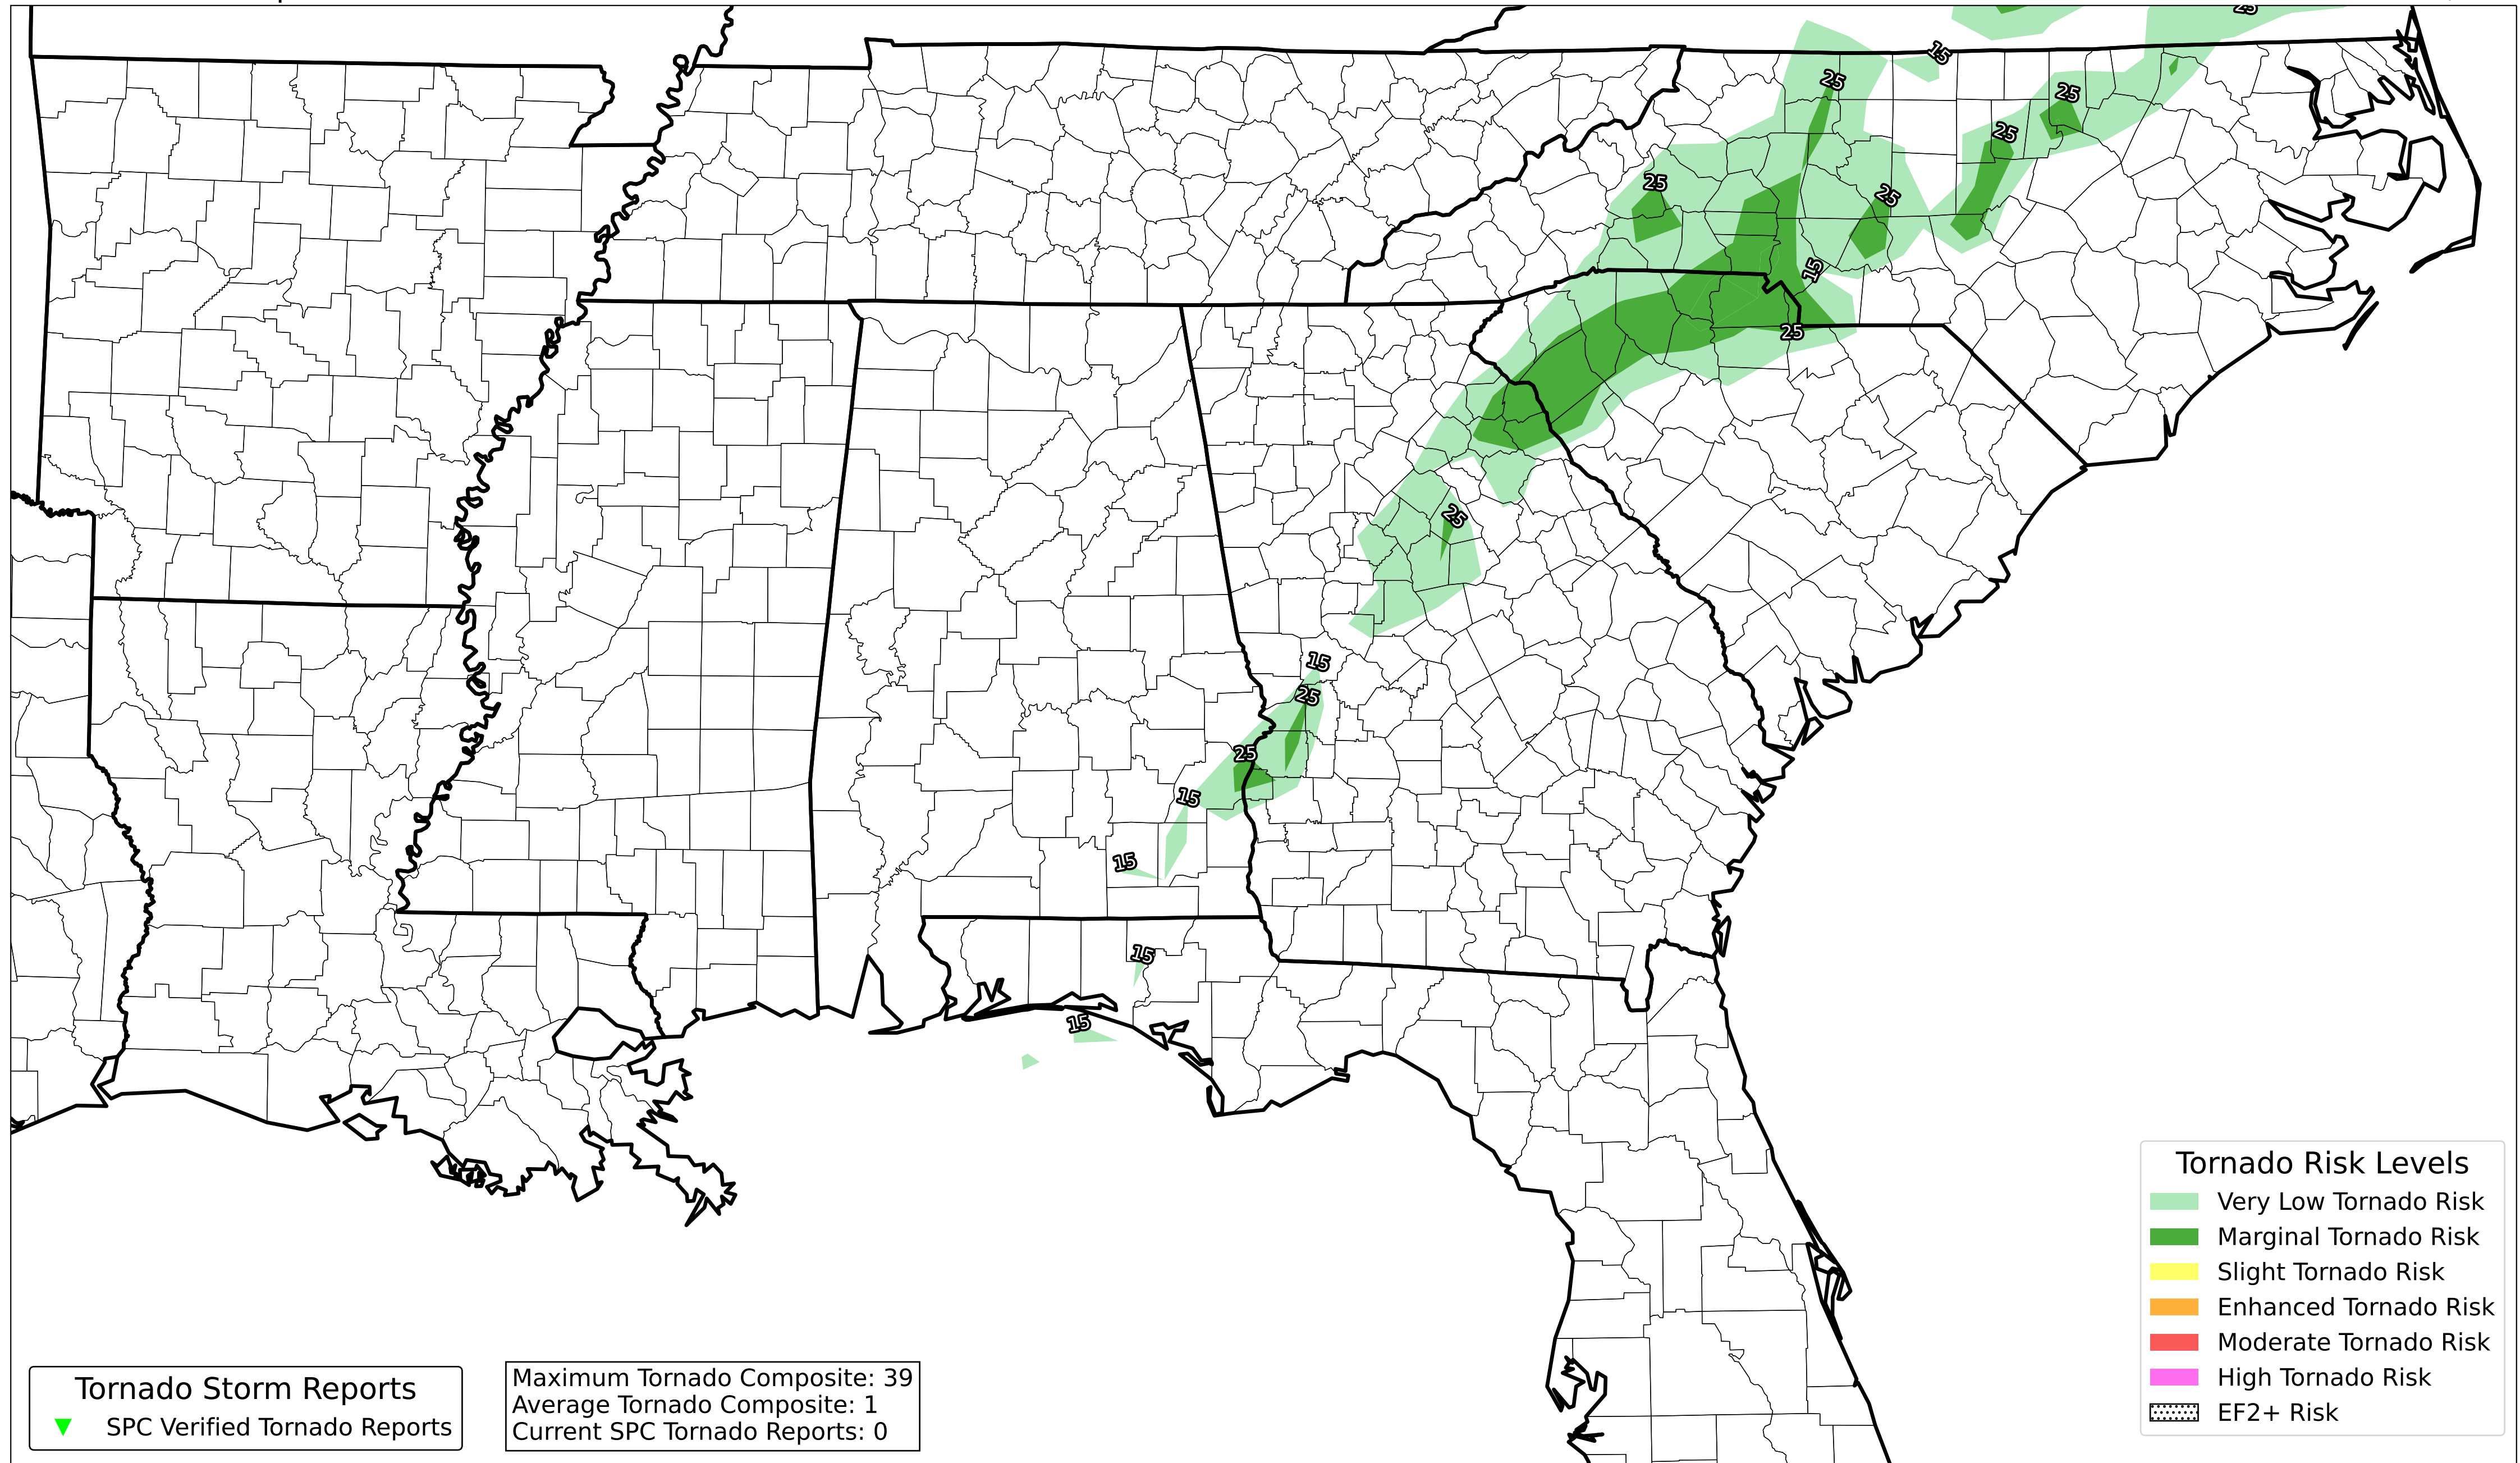 25
15
25
25
25
25
25
15
25
25
15
25
25
15
15
15
15
Tornado Risk Levels
Very Low Tornado Risk
Marginal Tornado Risk
Slight Tornado Risk
Enhanced Tornado Risk
Moderate Tornado Risk
High Tornado Risk
EF2+ Risk
Tornado Storm Reports
SPC Verified Tornado Reports
Maximum Tornado Composite: 39
Average Tornado Composite: 1
Current SPC Tornado Reports: 0